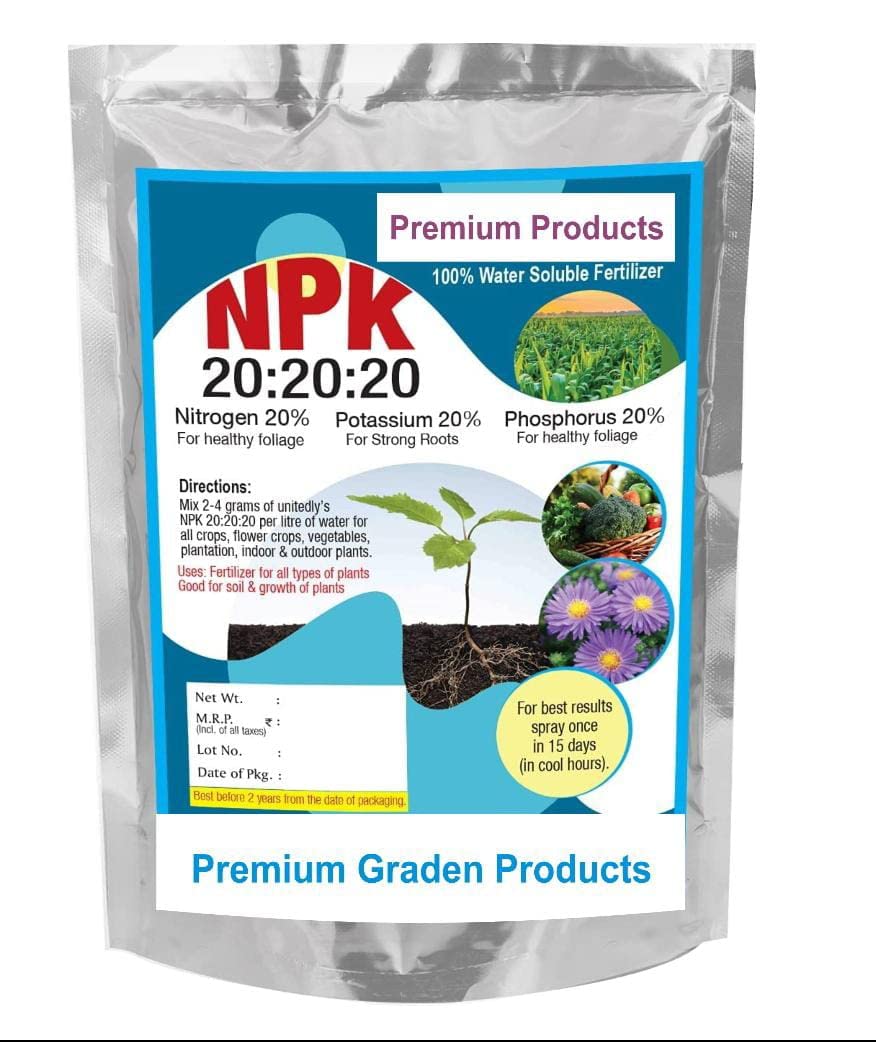 Premium Products
100% Water Soluble Fertilizer
NPK
20:20:20
Nitrogen 20%
For healthy foliage
Potassium 20%
For Strong Roots
Phosphorus 20%
For healthy foliage
Directions:
Mix 2-4 grams of unitedly's
NPK 20:20:20 per litre of water for
all crops, flower crops, vegetables,
plantation, indoor & outdoor plants.
Uses: Fertilizer for all types of plants
Good for soil & growth of plants
For best results
spray once
in 15 days
(in cool hours).
Net Wt. :
M.R.P. ₹ :
(Incl. of all taxes)
Lot No. :
Date of Pkg. :
Best before 2 years from the date of packaging.
Premium Graden Products